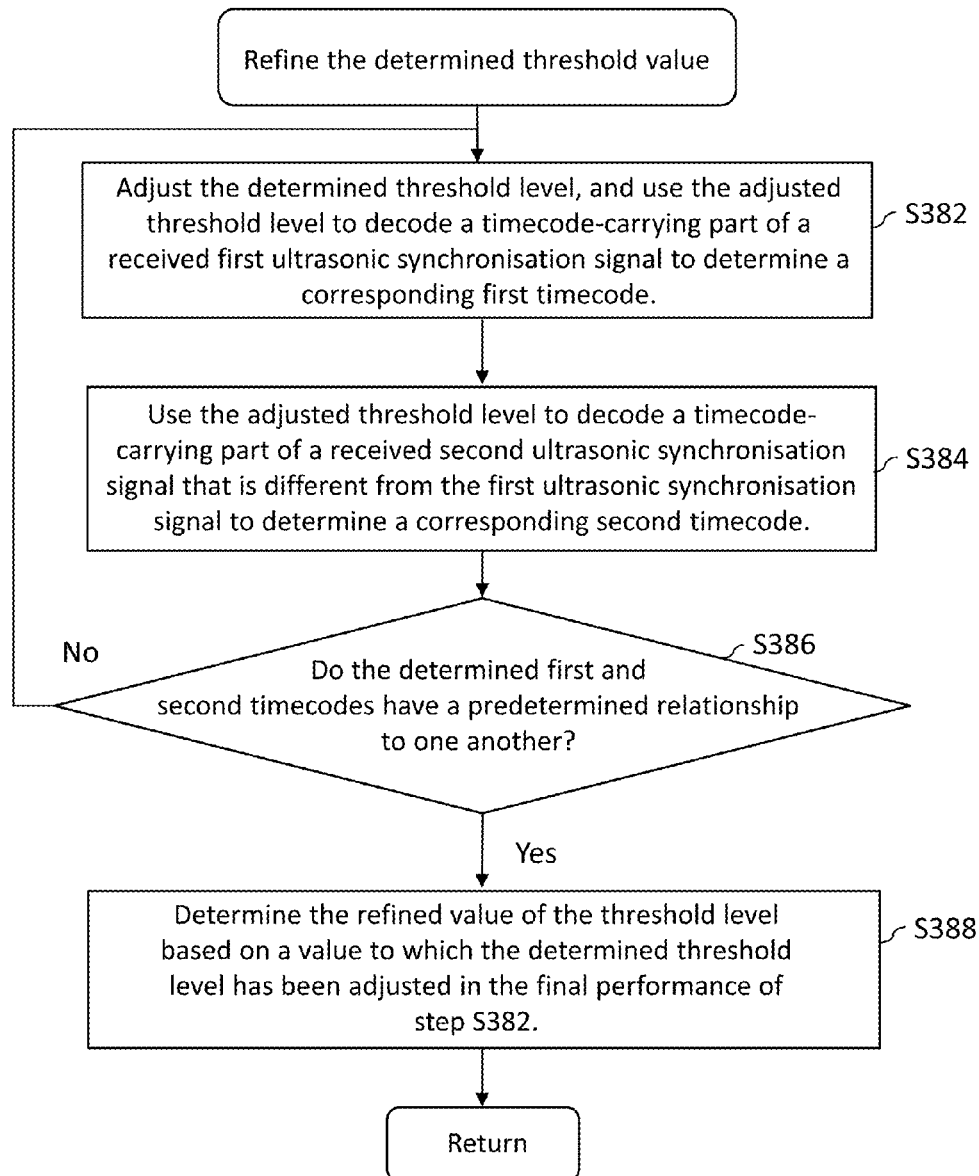 Refine the determined threshold value
Adjust the determined threshold level, and use the adjusted
threshold level to decode a timecode-carrying part of a
received first ultrasonic synchronisation signal to determine a
corresponding first timecode.
S382
Use the adjusted threshold level to decode a timecode-
carrying part of a received second ultrasonic synchronisation
signal that is different from the first ultrasonic synchronisation
signal to determine a corresponding second timecode.
S384
No
S386
Do the determined first and
second timecodes have a predetermined relationship
to one another?
Yes
Determine the refined value of the threshold level
based on a value to which the determined threshold
level has been adjusted in the final performance of
step S382.
S388
Return